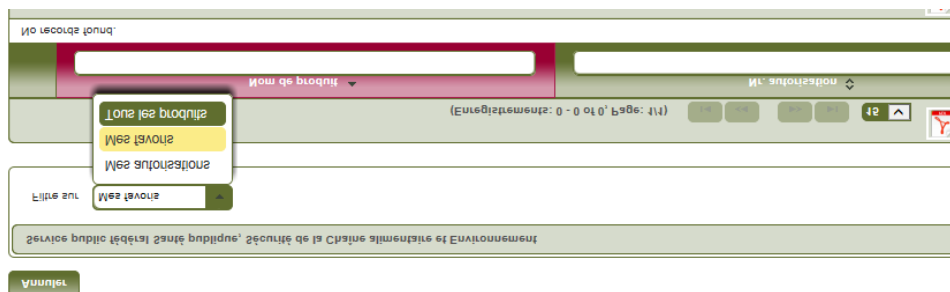 Annuler
Service public fédéral Santé publique, Sécurité de la Chaîne alimentaire et Environnement
Filtre sur Mes favoris
Mes autorisations
Mes favoris
Tous les produits
(Enregistrements: 0 - 0 of 0, Page: 1/1) 15
Nom de produit Nr. autorisation
No records found.